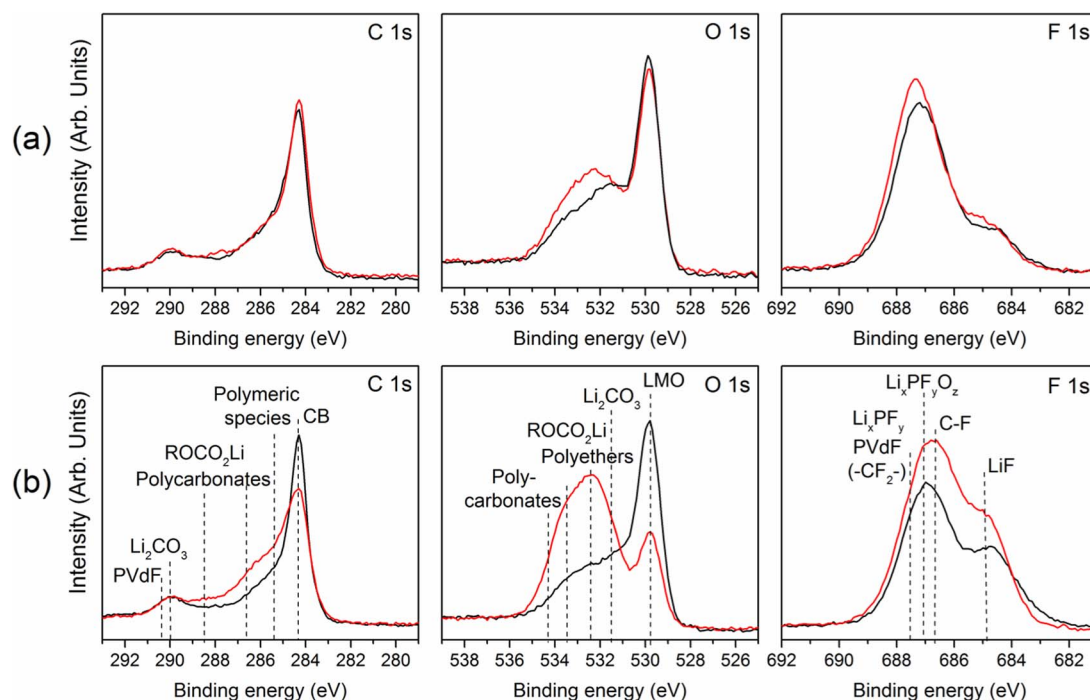 (a)
Intensity (Arb. Units)
C 1s
292 290 288 286 284 282 280
Binding energy (eV)
O 1s
538 536 534 532 530 528 526
Binding energy (eV)
F 1s
692 690 688 686 684 682
Binding energy (eV)
(b)
Intensity (Arb. Units)
C 1s
Polymeric
species
CB
ROCO₂Li
Polycarbonates
Li₂CO₃
PVdF
292 290 288 286 284 282 280
Binding energy (eV)
O 1s
LMO
Li₂CO₃
ROCO₂Li
Polyethers
Poly-
carbonates
538 536 534 532 530 528 526
Binding energy (eV)
F 1s
LiₓPFᵧO_z
LiₓPFᵧ
C-F
PVdF
(-CF₂-)
LiF
692 690 688 686 684 682
Binding energy (eV)